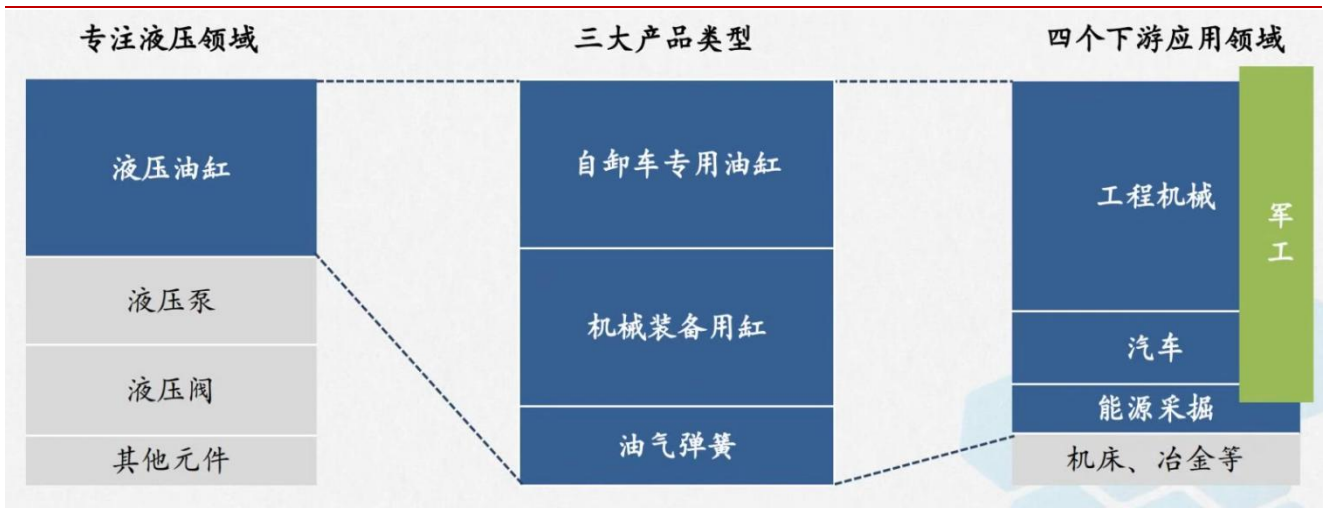 专注液压领域
液压油缸
液压泵
液压阀
其他元件
三大产品类型
自卸车专用油缸
机械装备用缸
油气弹簧
四个下游应用领域
工程机械
汽车
能源采掘
机床、冶金等
军
工